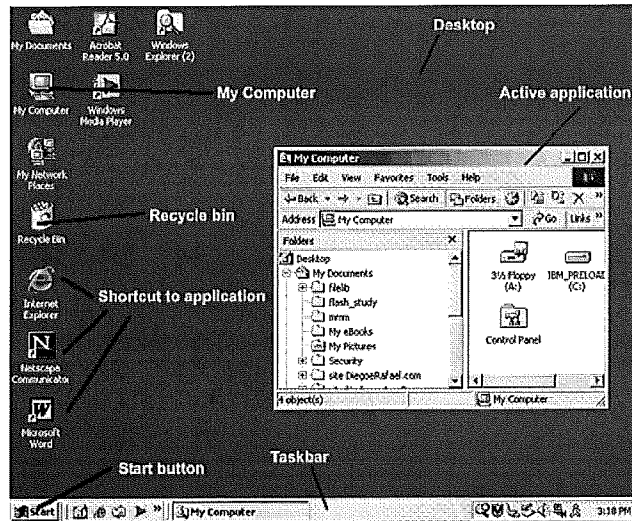 Desktop
My Documents
Acrobat
Reader 5.0
Windows
Explorer (2)
My Computer
Active application
My Computer
Windows
Media Player
My Network
Places
Recycle bin
Recycle Bin
Shortcut to application
Internet
Explorer
Netscape
Communicator
Microsoft
Word
My Computer
File Edit View Favorites Tools Help
Back Search Folders
Address My Computer Go Links
Folders
Desktop
My Documents
filelb
flash_study
mrrm
My eBooks
My Pictures
Security
site DiegoeRafael.com
3½ Floppy
(A:)
IBM_PRELOAD
(C:)
Control Panel
4 object(s)
My Computer
Start button
Taskbar
Start
My Computer
3:18 PM